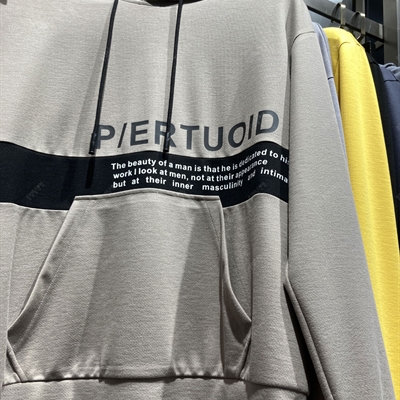 P/ERTUOID
The beauty of a man is that he is dedicated to his
work I look at men, not at their appearance
but at their inner masculinity and intima